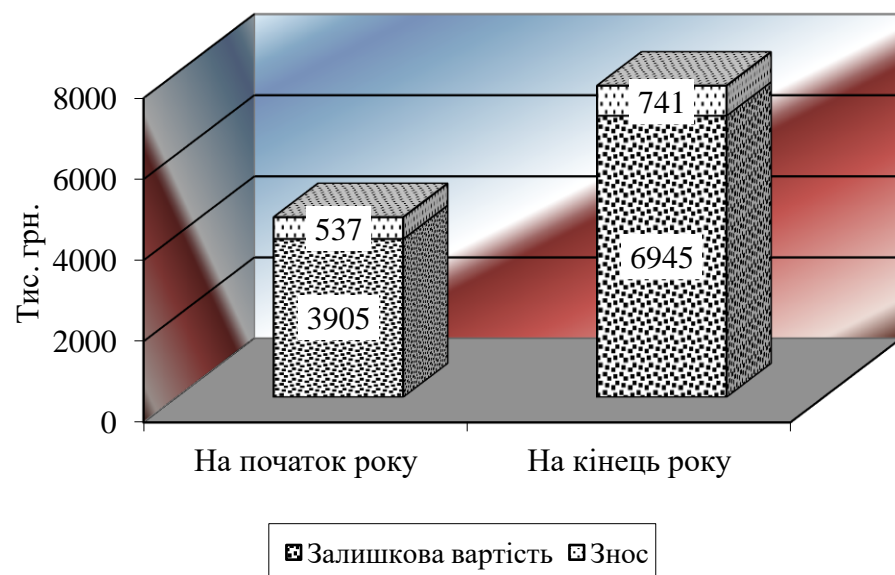 Тис. грн.
8000
6000
4000
2000
0
537
3905
741
6945
На початок року
На кінець року
Залишкова вартість
Знос